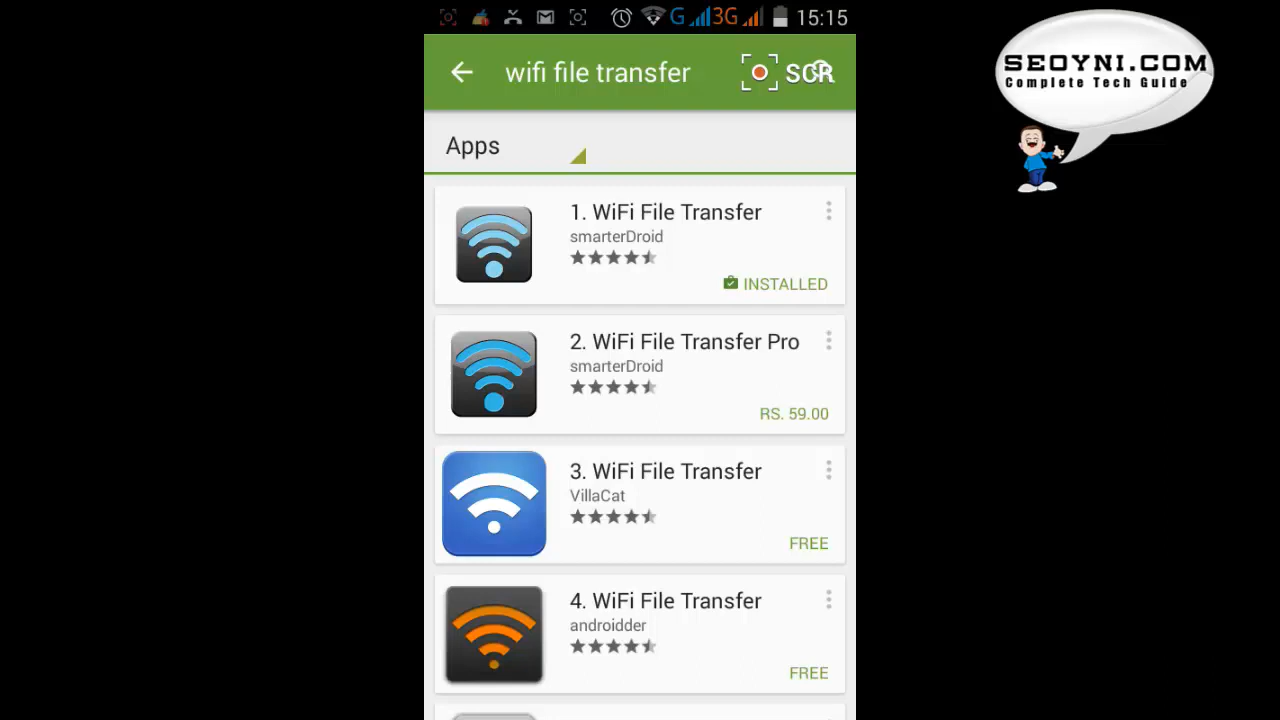 G 3G 15:15
wifi file transfer SCR
SEOYNI.COM
Complete Tech Guide
Apps
1. WiFi File Transfer
smarterDroid
INSTALLED
2. WiFi File Transfer Pro
smarterDroid
RS. 59.00
3. WiFi File Transfer
VillaCat
FREE
4. WiFi File Transfer
androidder
FREE